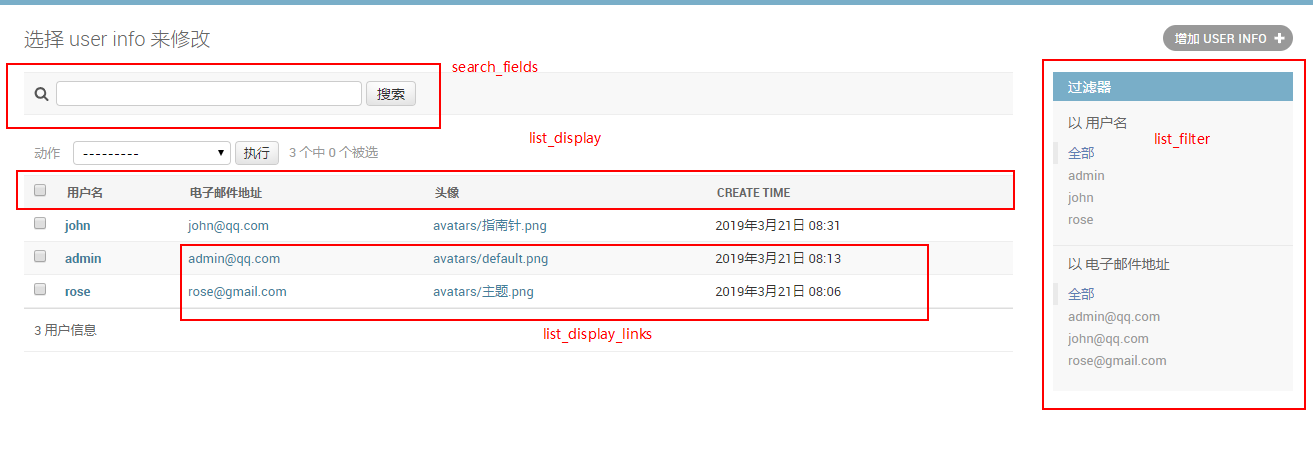 选择 user info 来修改
增加 USER INFO +
search_fields
搜索
list_display
动作 --------- 执行 3 个中 0 个被选
用户名 电子邮件地址 头像 CREATE TIME
john john@qq.com avatars/指南针.png 2019年3月21日 08:31
admin admin@qq.com avatars/default.png 2019年3月21日 08:13
rose rose@gmail.com avatars/主题.png 2019年3月21日 08:06
3 用户信息
list_display_links
过滤器
以 用户名
list_filter
全部
admin
john
rose
以 电子邮件地址
全部
admin@qq.com
john@qq.com
rose@gmail.com